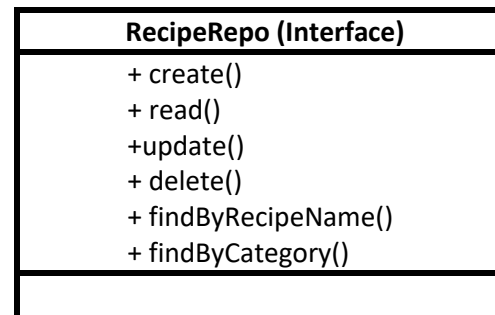 RecipeRepo (Interface)
+ create()
+ read()
+update()
+ delete()
+ findByRecipeName()
+ findByCategory()